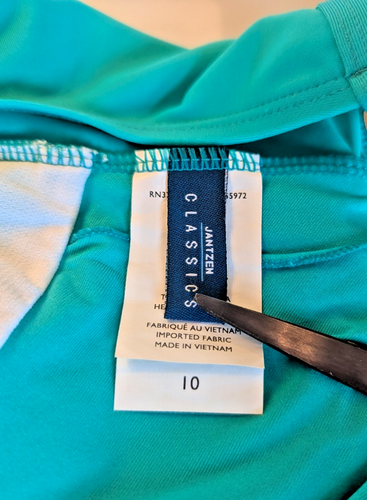 JANTZEN
CLASSICS
FABRIQUÉ AU VIETNAM
IMPORTED FABRIC
MADE IN VIETNAM
10